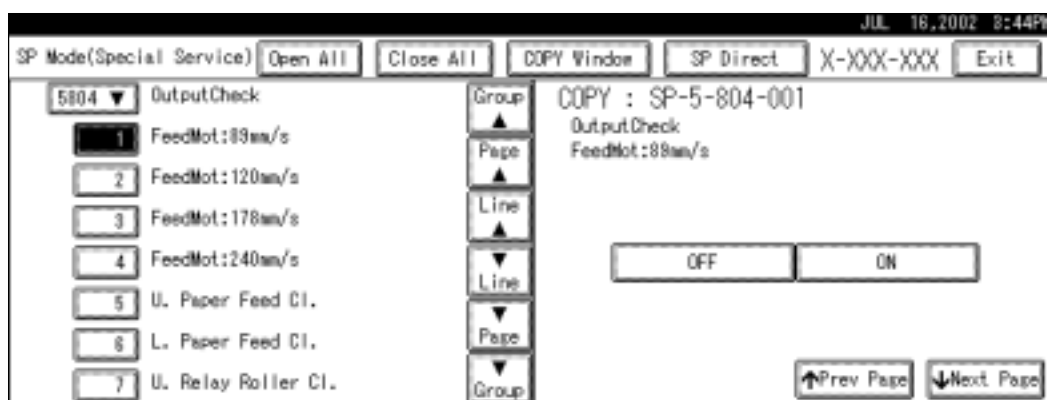 JUL 16,2002 3:44PM
SP Mode(Special Service) Open All Close All COPY Window SP Direct X-XXX-XXX Exit
5804 ▼ OutputCheck
1 FeedMot:89mm/s
2 FeedMot:120mm/s
3 FeedMot:178mm/s
4 FeedMot:240mm/s
5 U. Paper Feed Cl.
6 L. Paper Feed Cl.
7 U. Relay Roller Cl.
Group ▲
Page ▲
Line ▲
▼ Line
▼ Page
▼ Group
COPY : SP-5-804-001
OutputCheck
FeedMot:89mm/s
OFF ON
↑Prev Page ↓Next Page